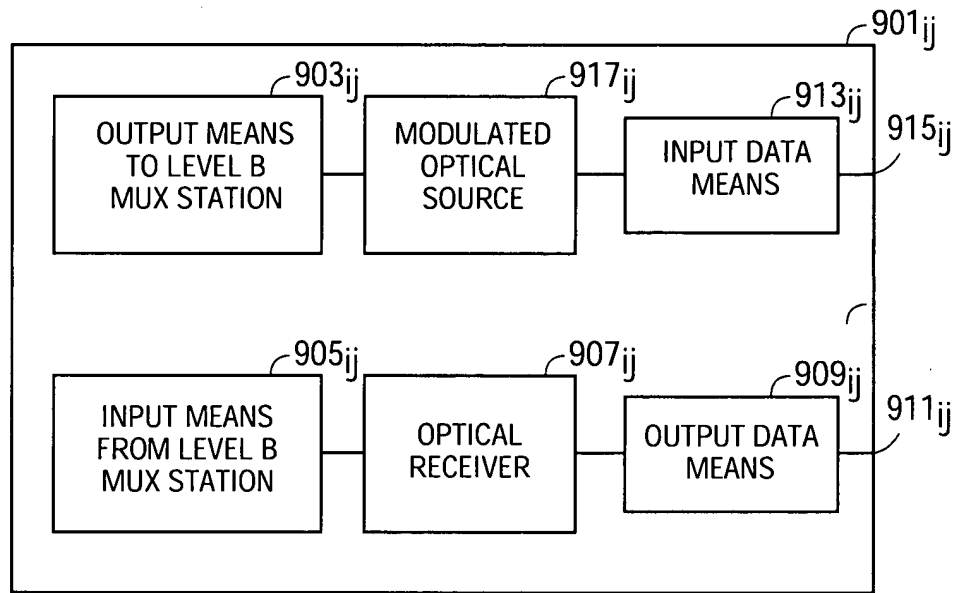 901ij
903ij
917ij
913ij
915ij
OUTPUT MEANS
TO LEVEL B
MUX STATION
MODULATED
OPTICAL
SOURCE
INPUT DATA
MEANS
905ij
907ij
909ij
911ij
INPUT MEANS
FROM LEVEL B
MUX STATION
OPTICAL
RECEIVER
OUTPUT DATA
MEANS